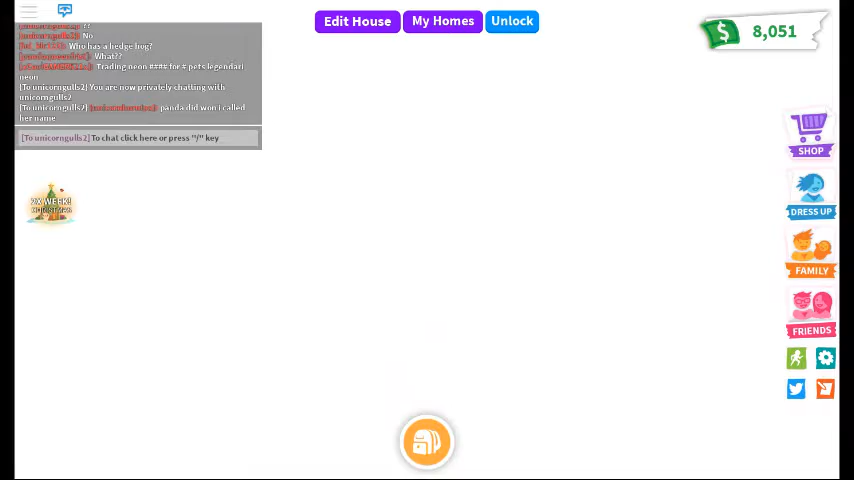 Edit House
My Homes
Unlock
8,051
??
No
Who has a hedge hog?
What??
Trading neon #### for # pets legendari
neon
[To unicorngulls2] You are now privately chatting with
unicorngulls2
[To unicorngulls2] panda did won i called
her name
[To unicorngulls2] To chat click here or press "/" key
2X WEEK!
CHRISTMAS
SHOP
DRESS UP
FAMILY
FRIENDS